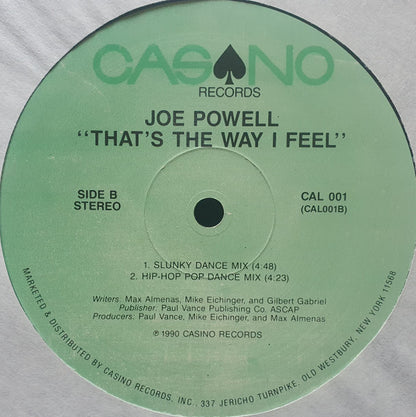 CASINO
RECORDS
JOE POWELL
"THAT'S THE WAY I FEEL"
SIDE B
STEREO
CAL 001
(CAL001B)
1. SLUNKY DANCE MIX (4:48)
2. HIP-HOP POP DANCE MIX (4:23)
Writers: Max Almenas, Mike Eichinger, and Gilbert Gabriel
Publisher: Paul Vance Publishing Co. ASCAP
Producers: Paul Vance, Mike Eichinger, and Max Almenas
℗ 1990 CASINO RECORDS
MARKETED & DISTRIBUTED BY CASINO RECORDS, INC., 337 JERICHO TURNPIKE, OLD WESTBURY, NEW YORK 11568